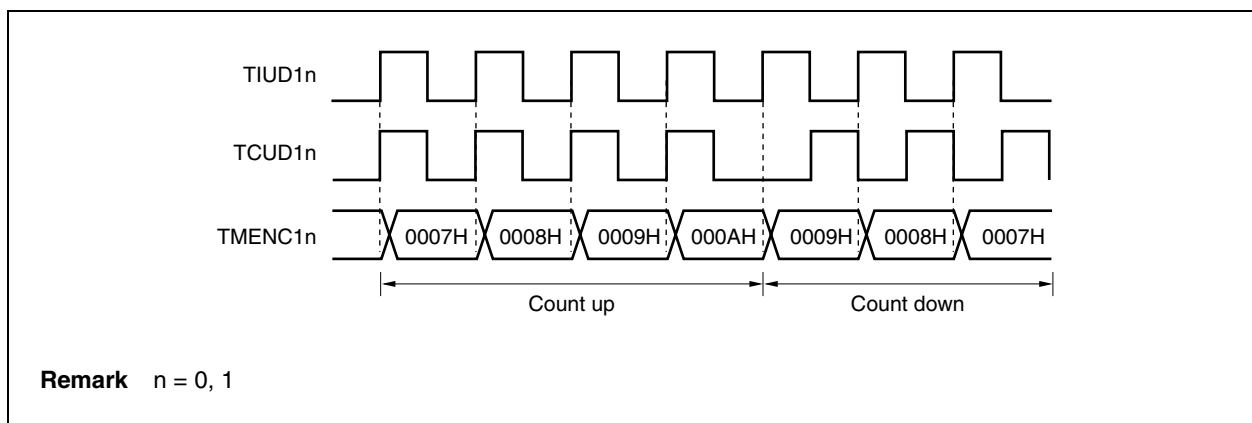 TIUD1n
TCUD1n
TMENC1n 0007H 0008H 0009H 000AH 0009H 0008H 0007H
Count up Count down
Remark n = 0, 1